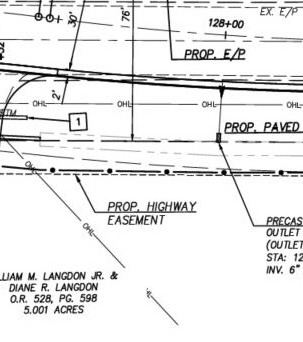 EX. E/P
128+00
30'
76'
PROP. E/P
OHL
OHL
OHL
OHL
2'
1
PROP. PAVED
OHL
PROP. HIGHWAY
EASEMENT
OHL
PRECAS
OUTLET
(OUTLET
STA: 12
INV. 6"
LLIAM M. LANGDON JR. &
DIANE R. LANGDON
O.R. 528, PG. 598
5.001 ACRES